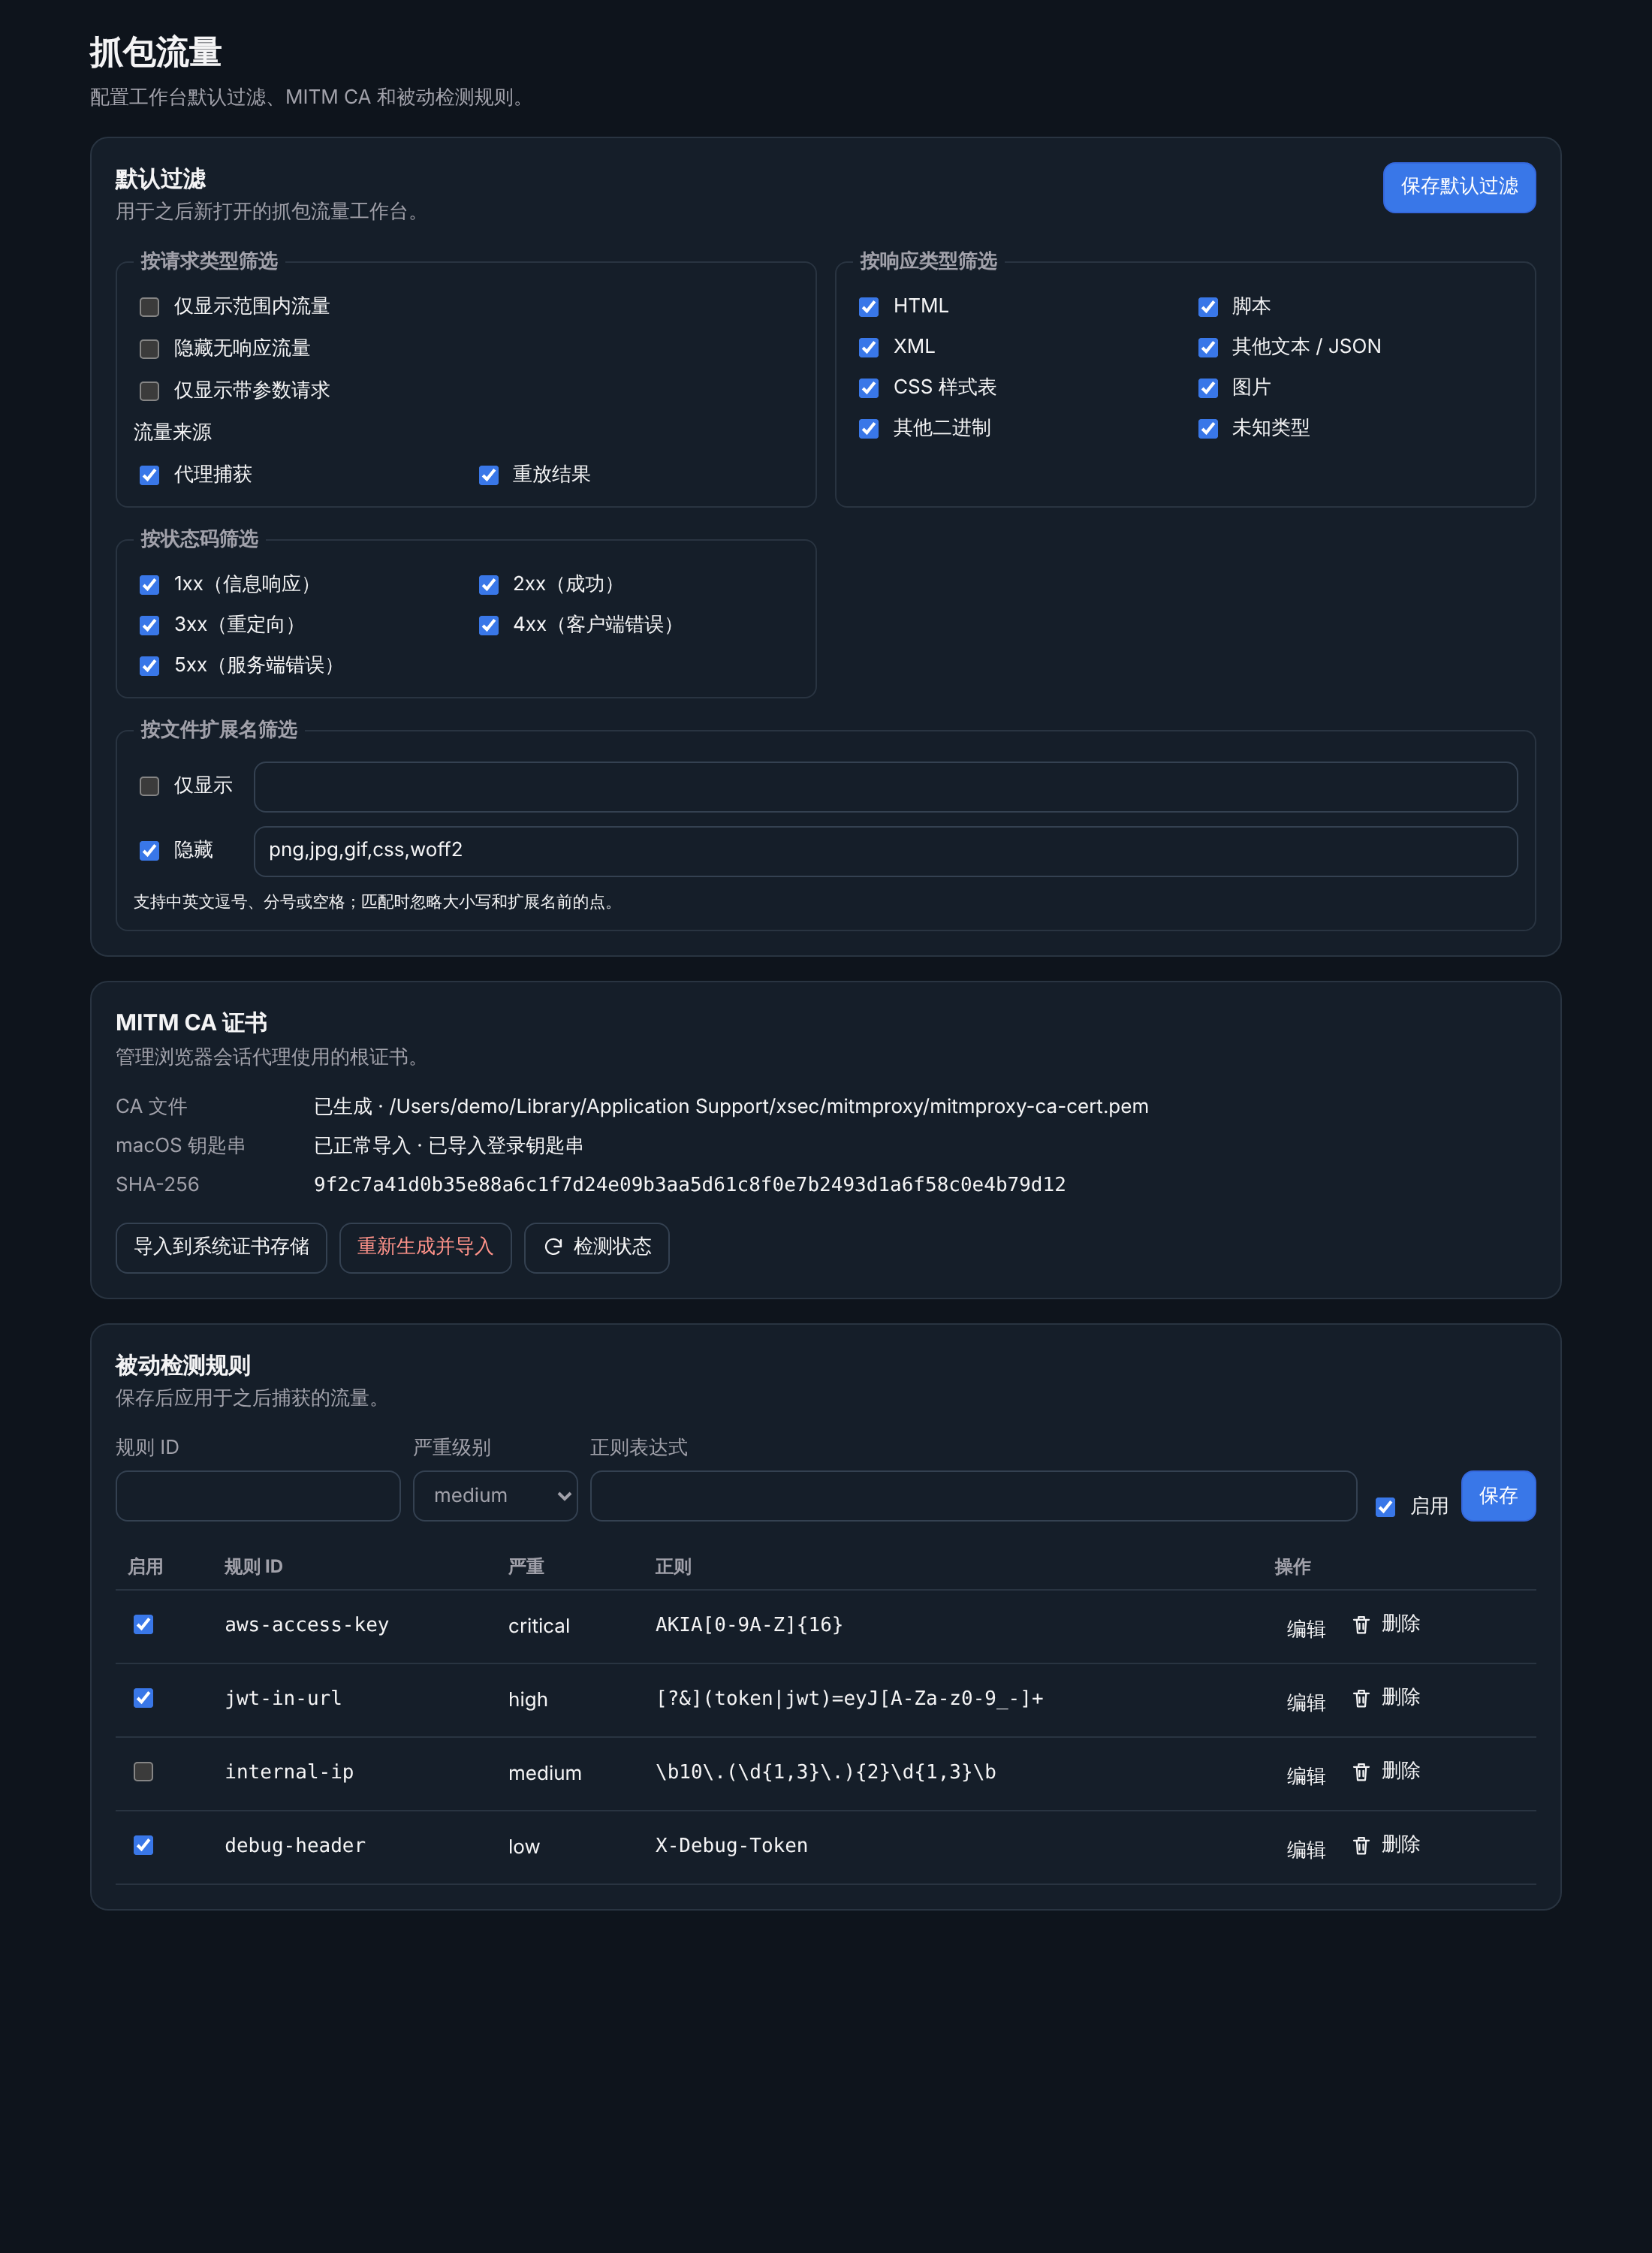 抓包流量
配置工作台默认过滤、MITM CA 和被动检测规则。
默认过滤
用于之后新打开的抓包流量工作台。
保存默认过滤
按请求类型筛选
仅显示范围内流量
隐藏无响应流量
仅显示带参数请求
流量来源
代理捕获 重放结果
按响应类型筛选
HTML 脚本
XML 其他文本 / JSON
CSS 样式表 图片
其他二进制 未知类型
按状态码筛选
1xx（信息响应） 2xx（成功）
3xx（重定向） 4xx（客户端错误）
5xx（服务端错误）
按文件扩展名筛选
仅显示
隐藏 png,jpg,gif,css,woff2
支持中英文逗号、分号或空格；匹配时忽略大小写和扩展名前的点。
MITM CA 证书
管理浏览器会话代理使用的根证书。
CA 文件 已生成 · /Users/demo/Library/Application Support/xsec/mitmproxy/mitmproxy-ca-cert.pem
macOS 钥匙串 已正常导入 · 已导入登录钥匙串
SHA-256 9f2c7a41d0b35e88a6c1f7d24e09b3aa5d61c8f0e7b2493d1a6f58c0e4b79d12
导入到系统证书存储 重新生成并导入 检测状态
被动检测规则
保存后应用于之后捕获的流量。
规则 ID 严重级别 正则表达式
medium 启用 保存
启用 规则 ID 严重 正则 操作
aws-access-key critical AKIA[0-9A-Z]{16} 编辑 删除
jwt-in-url high [?&](token|jwt)=eyJ[A-Za-z0-9_-]+ 编辑 删除
internal-ip medium \b10\.(\d{1,3}\.){2}\d{1,3}\b 编辑 删除
debug-header low X-Debug-Token 编辑 删除